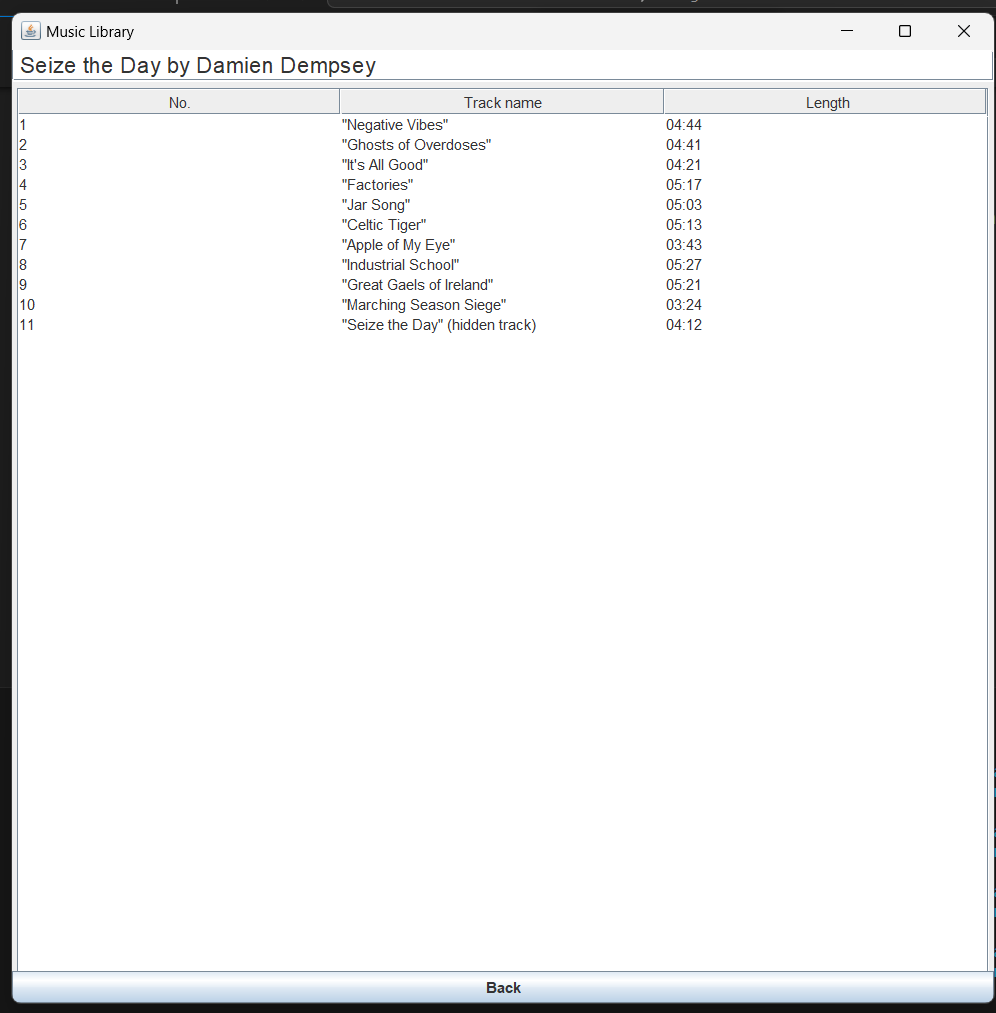 Music Library
Seize the Day by Damien Dempsey
No. Track name Length
1 "Negative Vibes" 04:44
2 "Ghosts of Overdoses" 04:41
3 "It's All Good" 04:21
4 "Factories" 05:17
5 "Jar Song" 05:03
6 "Celtic Tiger" 05:13
7 "Apple of My Eye" 03:43
8 "Industrial School" 05:27
9 "Great Gaels of Ireland" 05:21
10 "Marching Season Siege" 03:24
11 "Seize the Day" (hidden track) 04:12
Back